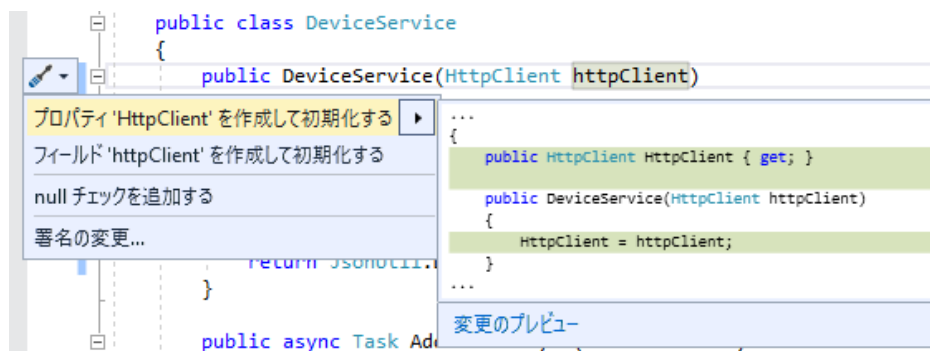 public class DeviceService
{
public DeviceService(HttpClient httpClient)
プロパティ 'HttpClient' を作成して初期化する
フィールド 'httpClient' を作成して初期化する
null チェックを追加する
署名の変更...
...
{
public HttpClient HttpClient { get; }
public DeviceService(HttpClient httpClient)
{
HttpClient = httpClient;
}
...
変更のプレビュー
return JsonUtil.
}
public async Task Ad